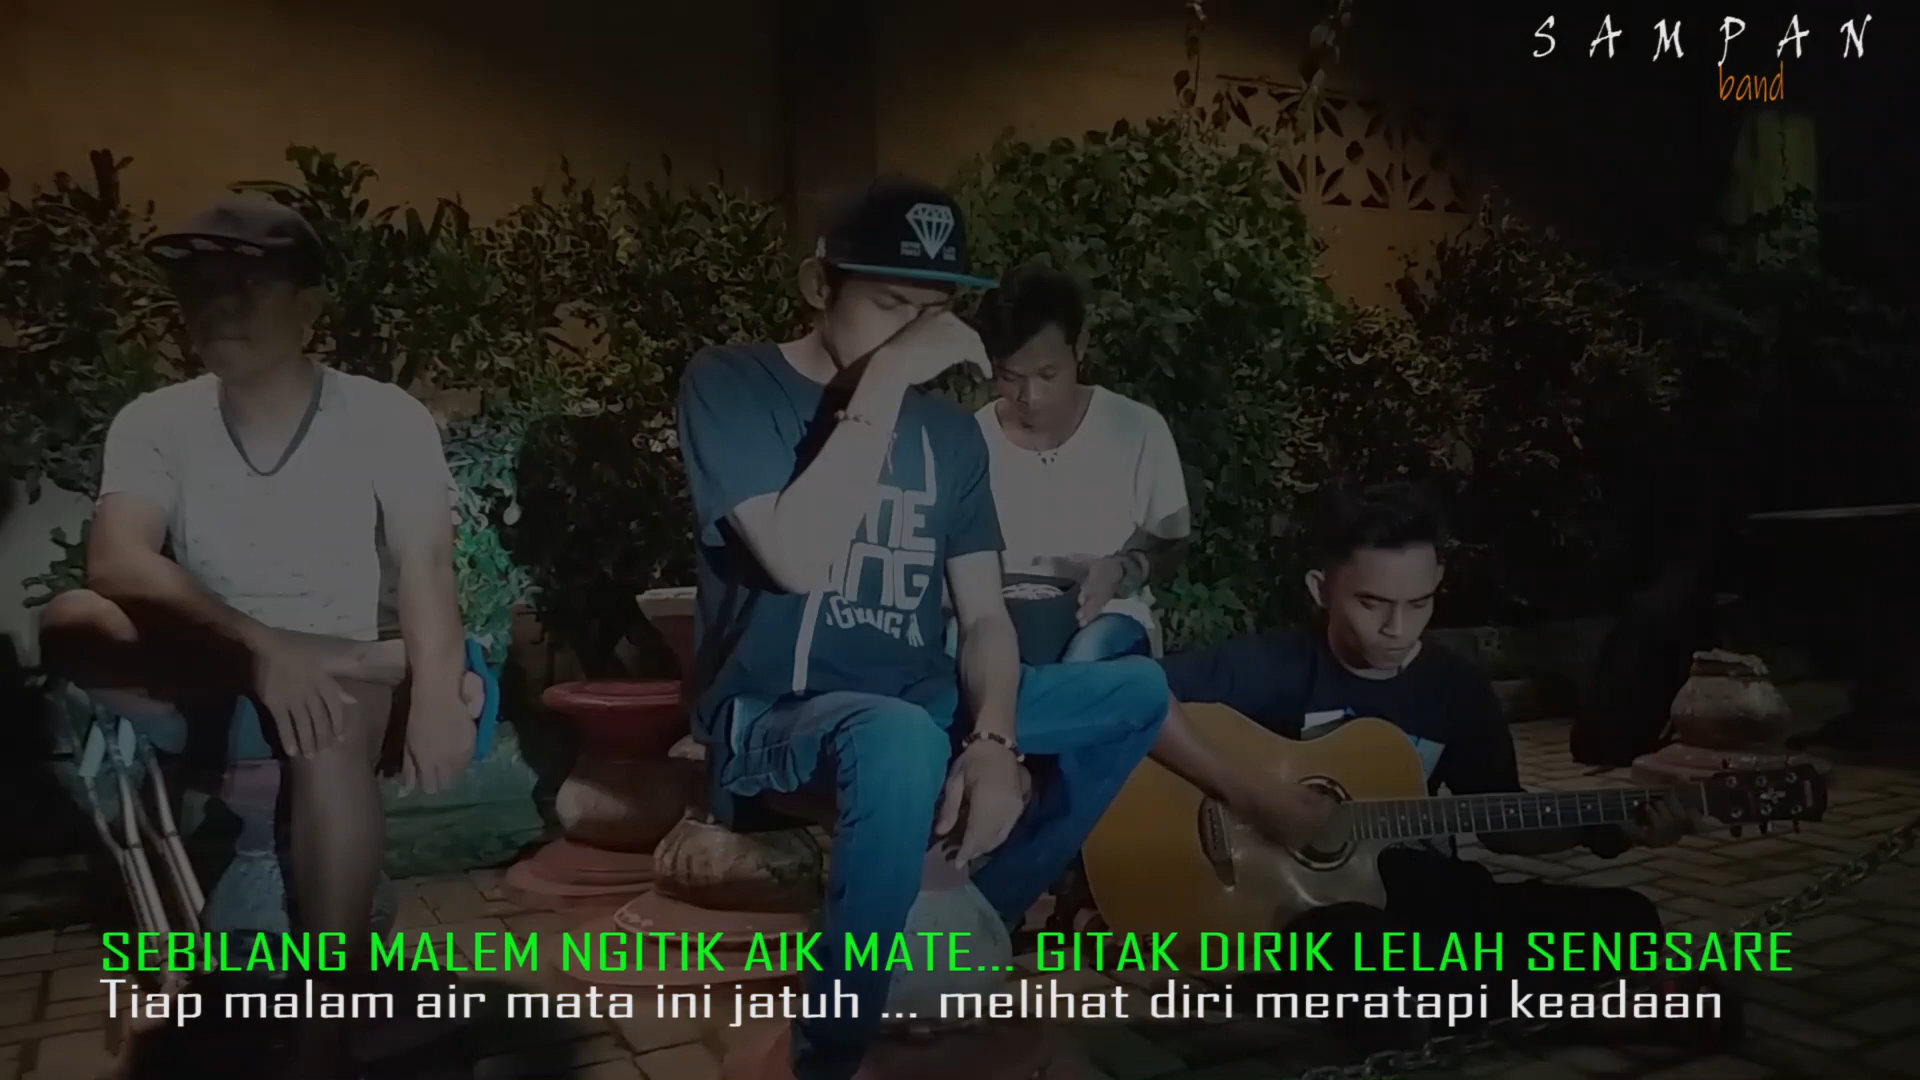 S A M P A N
band
SEBILANG MALEM NGITIK AIK MATE... GITAK DIRIK LELAH SENGSARE
Tiap malam air mata ini jatuh ... melihat diri meratapi keadaan